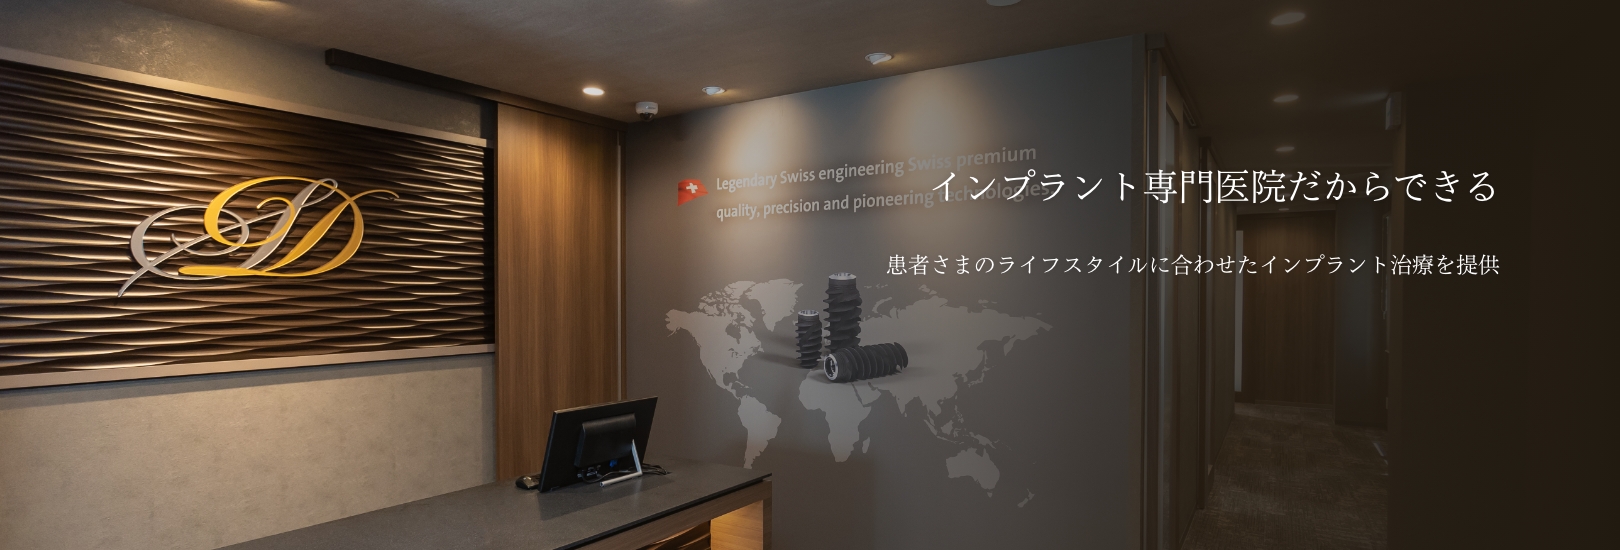 Legendary Swiss engineering Swiss premium
quality, precision and pioneering technologies
インプラント専門医院だからできる
患者さまのライフスタイルに合わせたインプラント治療を提供